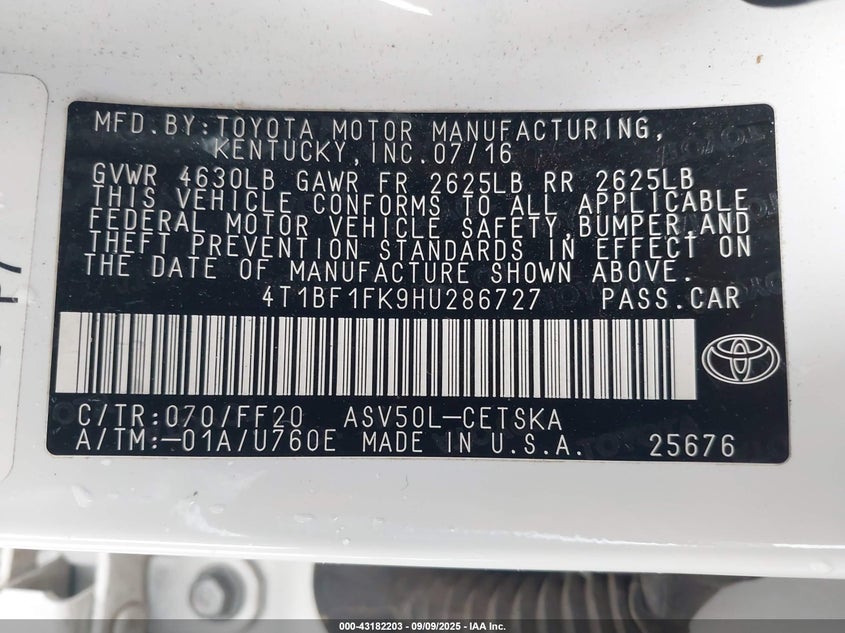 MFD.BY:TOYOTA MOTOR MANUFACTURING,
KENTUCKY,INC.07/16
GVWR 4630LB GAWR FR 2625LB RR 2625LB
THIS VEHICLE CONFORMS TO ALL APPLICABLE
FEDERAL MOTOR VEHICLE SAFETY,BUMPER,AND
THEFT PREVENTION STANDARDS IN EFFECT ON
THE DATE OF MANUFACTURE SHOWN ABOVE.
4T1BF1FK9HU286727 PASS.CAR
C/TR:070/FF20 ASV50L-CETSKA
A/TM:-01A/U760E MADE IN U.S.A. 25676
000-43182203 - 09/09/2025 - © IAA Inc.